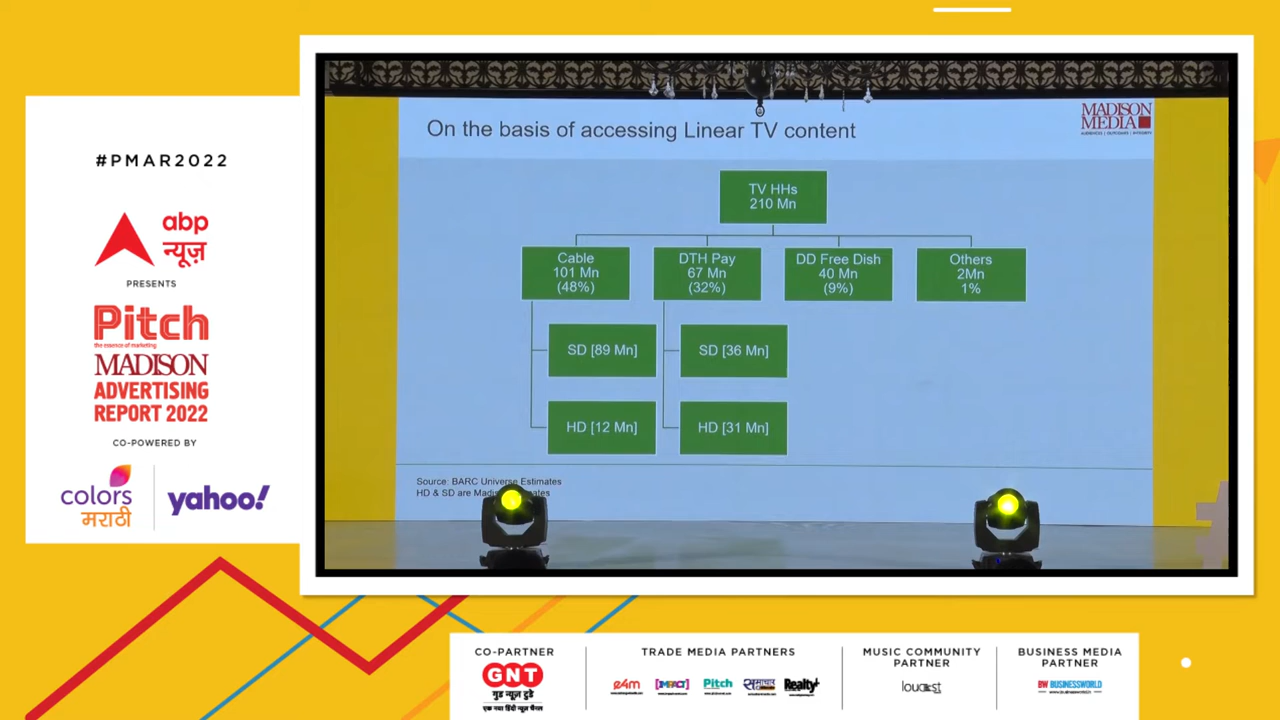 #PMAR2022
abp
न्यूज़
PRESENTS
Pitch
the essence of marketing
MADISON
ADVERTISING
REPORT 2022
CO-POWERED BY
colors
मराठी
yahoo!
On the basis of accessing Linear TV content
MADISON
MEDIA
TV HHs
210 Mn
Cable
101 Mn
(48%)
DTH Pay
67 Mn
(32%)
DD Free Dish
40 Mn
(9%)
Others
2Mn
1%
SD [89 Mn]
SD [36 Mn]
HD [12 Mn]
HD [31 Mn]
Source: BARC Universe Estimates
HD & SD are
CO-PARTNER
GNT
गुड न्यूज़ टुडे
एक नया हिंदी न्यूज़ चैनल
TRADE MEDIA PARTNERS
e4m
[IMPACT]
Pitch
समाचार
Realty+
MUSIC COMMUNITY
PARTNER
BUSINESS MEDIA
PARTNER
BW BUSINESSWORLD